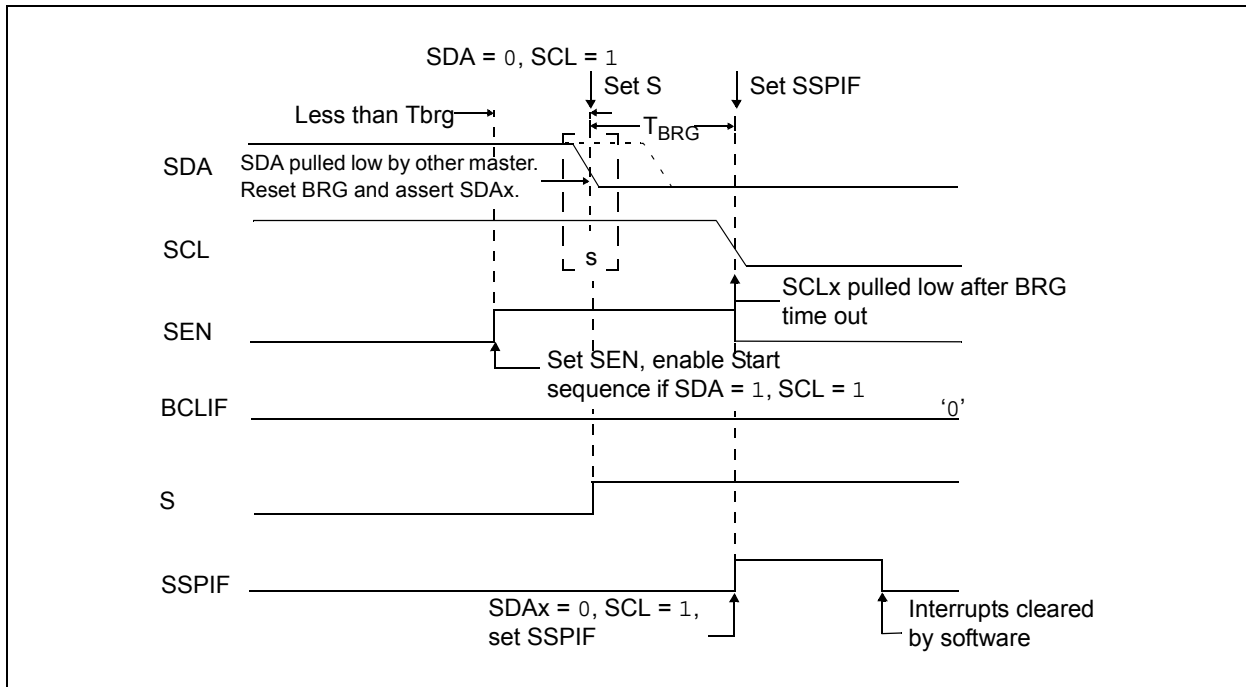 SDA = 0, SCL = 1
Set S
Set SSPIF
Less than Tbrg
TBRG
SDA
SDA pulled low by other master.
Reset BRG and assert SDAx.
SCL
s
SCLx pulled low after BRG
time out
SEN
Set SEN, enable Start
sequence if SDA = 1, SCL = 1
BCLIF
‘0’
S
SSPIF
SDAx = 0, SCL = 1,
set SSPIF
Interrupts cleared
by software